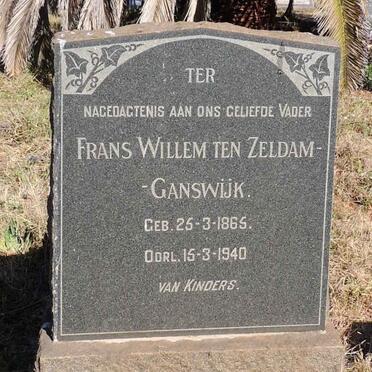 TER
NAGEDACTENIS AAN ONS GELIEFDE VADER
FRANS WILLEM TEN ZELDAM-
-GANSWIJK.
GEB. 25-3-1865.
OORL. 15-3-1940
VAN KINDERS.